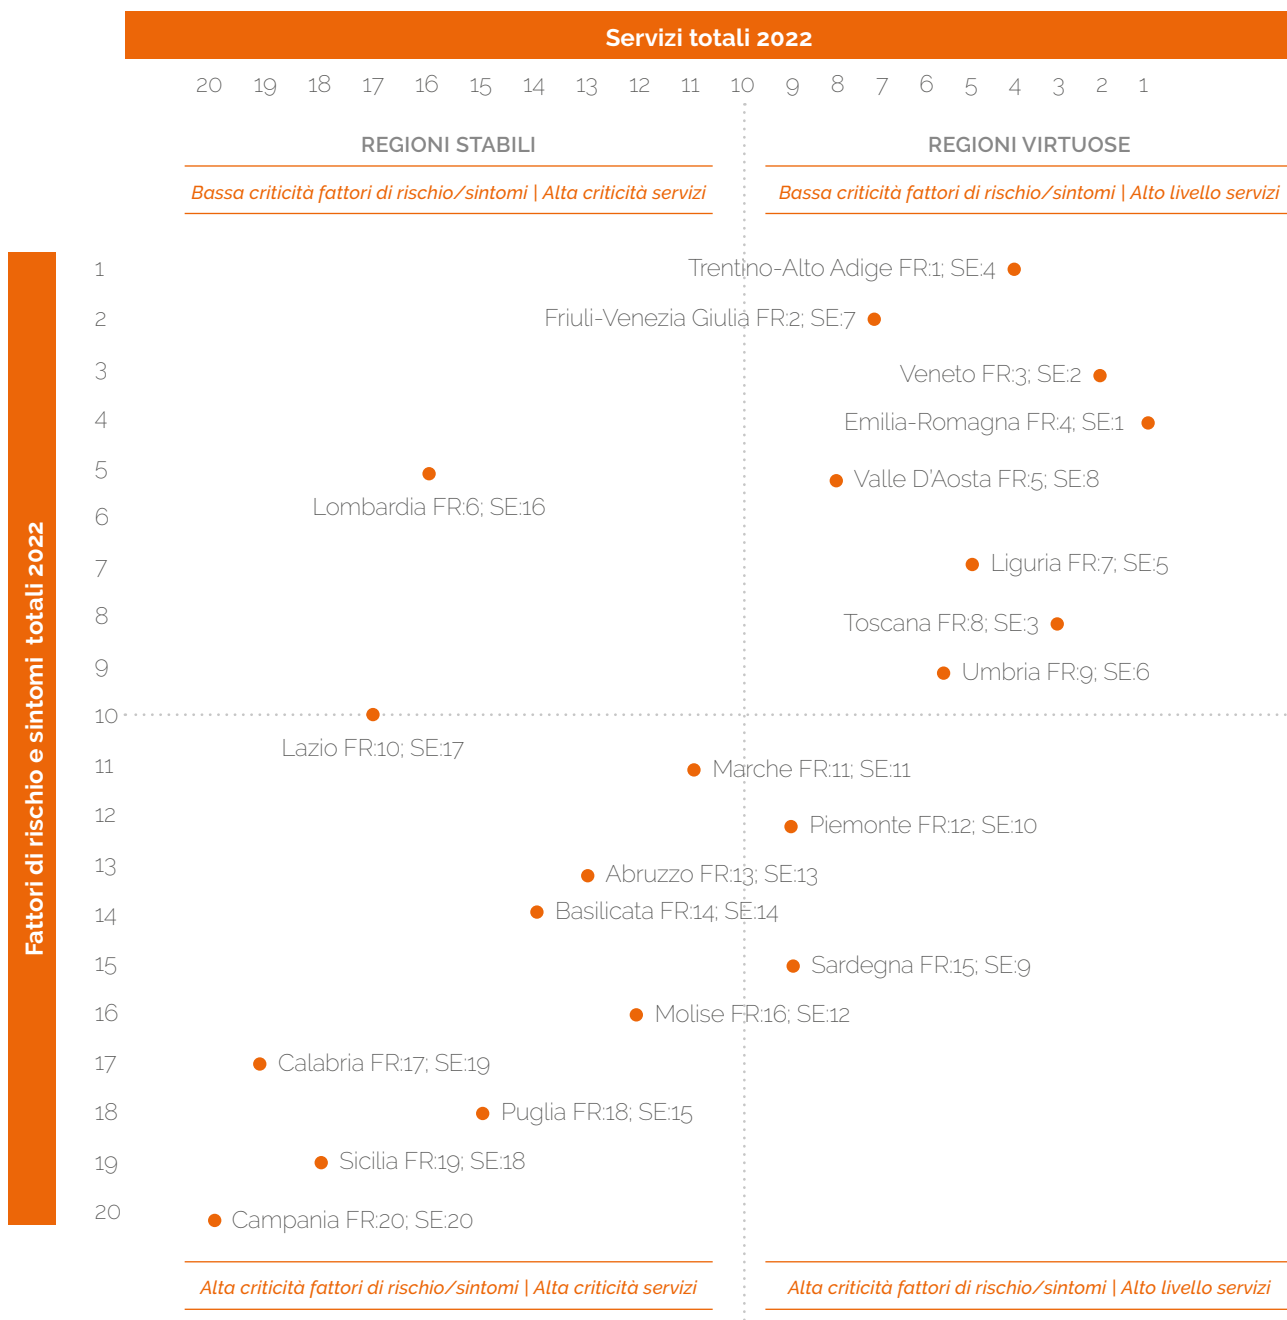 Servizi totali 2022
20 19 18 17 16 15 14 13 12 11 10 9 8 7 6 5 4 3 2 1
REGIONI STABILI
REGIONI VIRTUOSE
Bassa criticità fattori di rischio/sintomi | Alta criticità servizi
Bassa criticità fattori di rischio/sintomi | Alto livello servizi
Fattori di rischio e sintomi totali 2022
1
Trentino-Alto Adige FR:1; SE:4
2
Friuli-Venezia Giulia FR:2; SE:7
3
Veneto FR:3; SE:2
4
Emilia-Romagna FR:4; SE:1
5
Valle D'Aosta FR:5; SE:8
Lombardia FR:6; SE:16
6
7
Liguria FR:7; SE:5
8
Toscana FR:8; SE:3
9
Umbria FR:9; SE:6
10
Lazio FR:10; SE:17
11
Marche FR:11; SE:11
12
Piemonte FR:12; SE:10
13
Abruzzo FR:13; SE:13
14
Basilicata FR:14; SE:14
15
Sardegna FR:15; SE:9
16
Molise FR:16; SE:12
17
Calabria FR:17; SE:19
18
Puglia FR:18; SE:15
19
Sicilia FR:19; SE:18
20
Campania FR:20; SE:20
Alta criticità fattori di rischio/sintomi | Alta criticità servizi
Alta criticità fattori di rischio/sintomi | Alto livello servizi